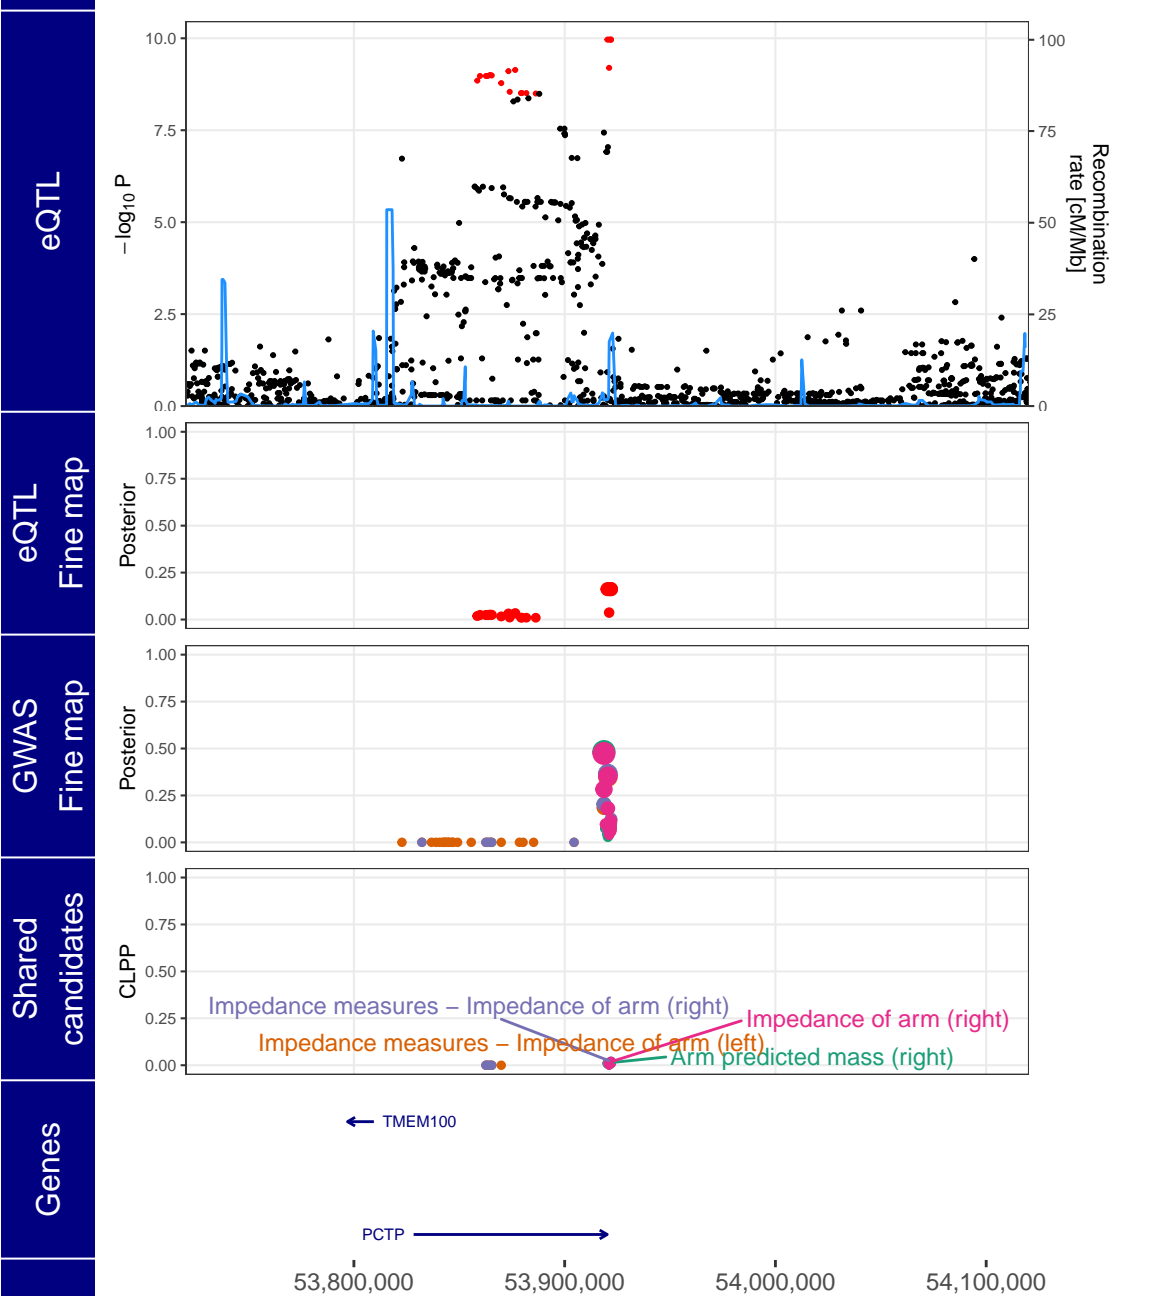 eQTL
− log10 P
10.0
7.5
5.0
2.5
0.0
100
75
50
25
0
Recombination
rate [cM/Mb]
eQTL
Fine map
Posterior
1.00
0.75
0.50
0.25
0.00
GWAS
Fine map
Posterior
1.00
0.75
0.50
0.25
0.00
Shared
candidates
CLPP
1.00
0.75
0.50
0.25
0.00
Impedance measures − Impedance of arm (right)
Impedance of arm (right)
Impedance measures − Impedance of arm (left)
Arm predicted mass (right)
Genes
TMEM100
PCTP
53,800,000
53,900,000
54,000,000
54,100,000